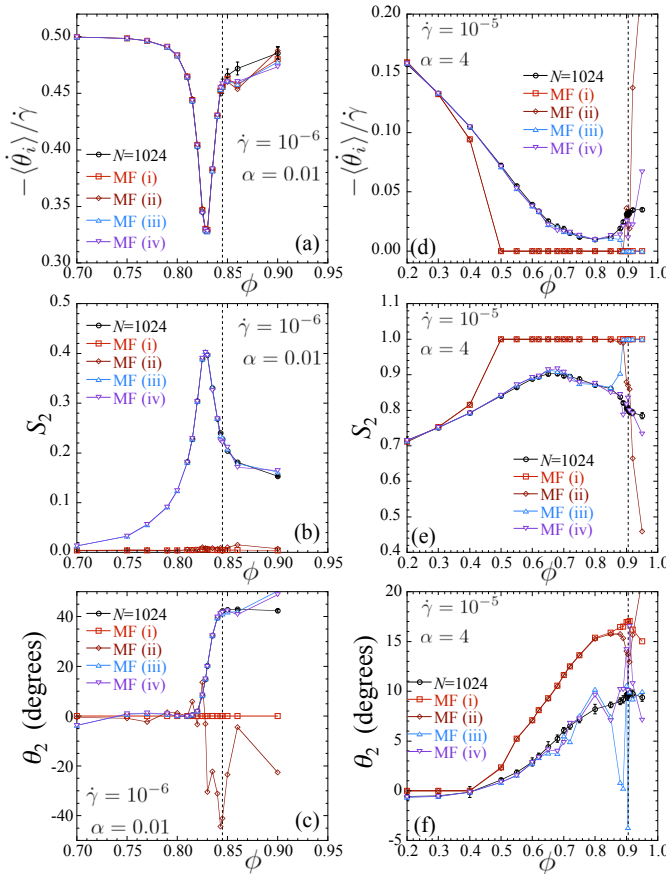 0.50
0.45
0.40
0.35
0.30
−⟨θ̇ᵢ⟩/γ̇
N=1024
MF (i)
MF (ii)
MF (iii)
MF (iv)
γ̇ = 10⁻⁶
α = 0.01
(a)
0.70 0.75 0.80 0.85 0.90 0.95
ϕ
0.20
0.15
0.10
0.05
0.00
−⟨θ̇ᵢ⟩/γ̇
γ̇ = 10⁻⁵
α = 4
N=1024
MF (i)
MF (ii)
MF (iii)
MF (iv)
(d)
0.2 0.3 0.4 0.5 0.6 0.7 0.8 0.9 1.0
ϕ
0.5
0.4
0.3
0.2
0.1
0.0
S₂
N=1024
MF (i)
MF (ii)
MF (iii)
MF (iv)
γ̇ = 10⁻⁶
α = 0.01
(b)
0.70 0.75 0.80 0.85 0.90 0.95
ϕ
1.1
1.0
0.9
0.8
0.7
0.6
0.5
0.4
S₂
γ̇ = 10⁻⁵
α = 4
N=1024
MF (i)
MF (ii)
MF (iii)
MF (iv)
(e)
0.2 0.3 0.4 0.5 0.6 0.7 0.8 0.9 1.0
ϕ
40
20
0
-20
-40
θ₂ (degrees)
N=1024
MF (i)
MF (ii)
MF (iii)
MF (iv)
γ̇ = 10⁻⁶
α = 0.01
(c)
0.70 0.75 0.80 0.85 0.90 0.95
ϕ
20
15
10
5
0
-5
θ₂ (degrees)
γ̇ = 10⁻⁵
α = 4
N=1024
MF (i)
MF (ii)
MF (iii)
MF (iv)
(f)
0.2 0.3 0.4 0.5 0.6 0.7 0.8 0.9 1.0
ϕ